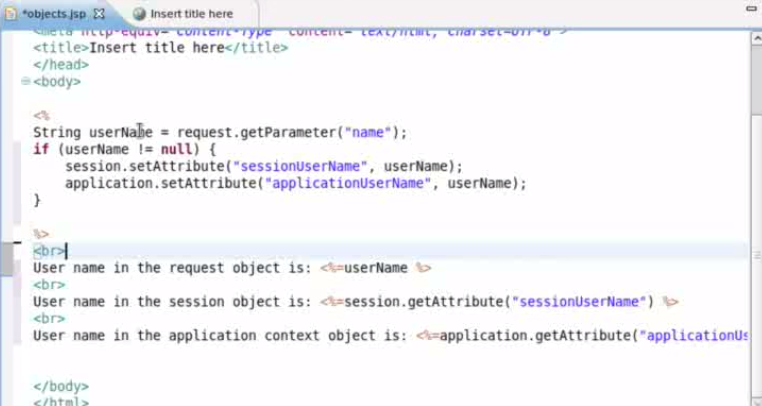 *objects.jsp
Insert title here
<meta http-equiv="Content-Type" content="text/html; charset=UTF-8">
<title>Insert title here</title>
</head>
<body>
<%
String userName = request.getParameter("name");
if (userName != null) {
session.setAttribute("sessionUserName", userName);
application.setAttribute("applicationUserName", userName);
}
%>
<br>
User name in the request object is: <%=userName %>
<br>
User name in the session object is: <%=session.getAttribute("sessionUserName") %>
<br>
User name in the application context object is: <%=application.getAttribute("applicationUs
</body>
</html>